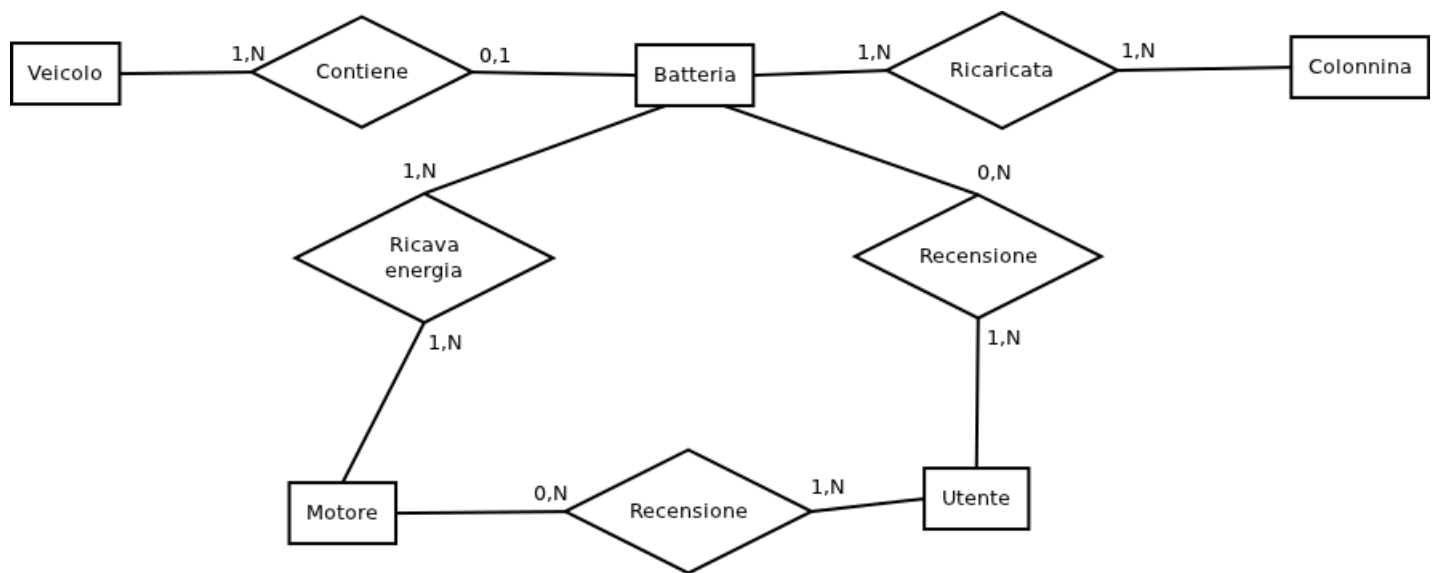 Veicolo
1,N
Contiene
0,1
Batteria
1,N
Ricaricata
1,N
Colonnina
1,N
Ricava
energia
1,N
0,N
Recensione
1,N
Motore
0,N
Recensione
1,N
Utente